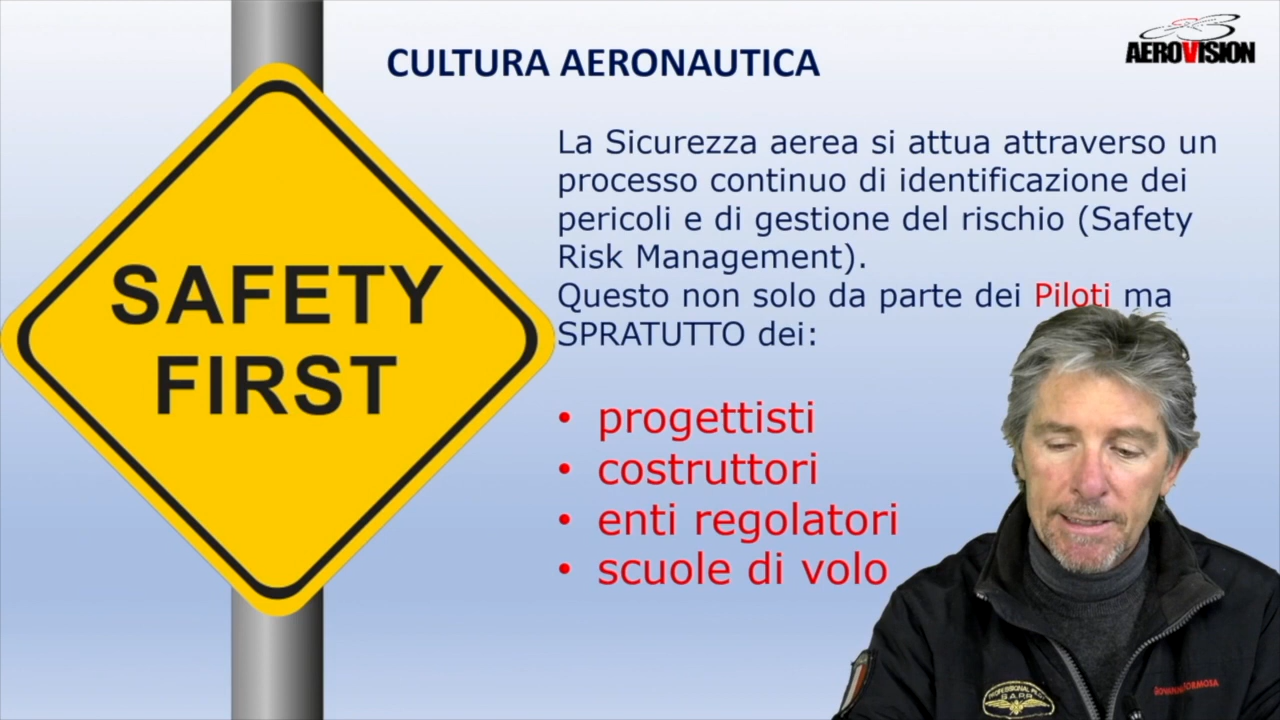 CULTURA AERONAUTICA
AEROVISION
La Sicurezza aerea si attua attraverso un
processo continuo di identificazione dei
pericoli e di gestione del rischio (Safety
Risk Management).
Questo non solo da parte dei Piloti ma
SPRATUTTO dei:
• progettisti
• costruttori
• enti regolatori
• scuole di volo
SAFETY
FIRST
PROFESSIONAL PILOT
S.A.P.R.